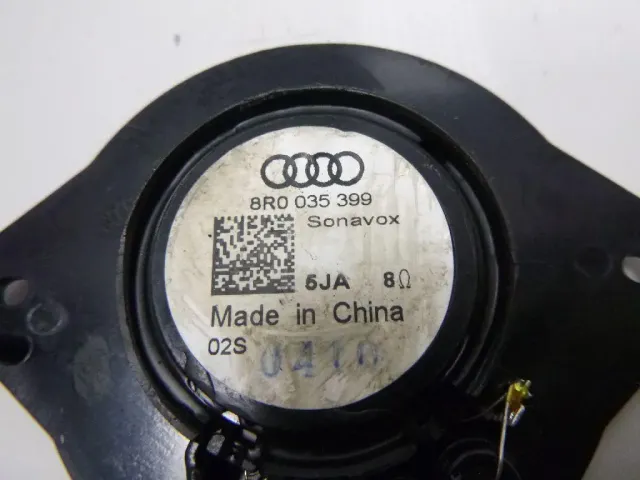 8R0 035 399
Sonavox
5JA 8Ω
Made in China
02S